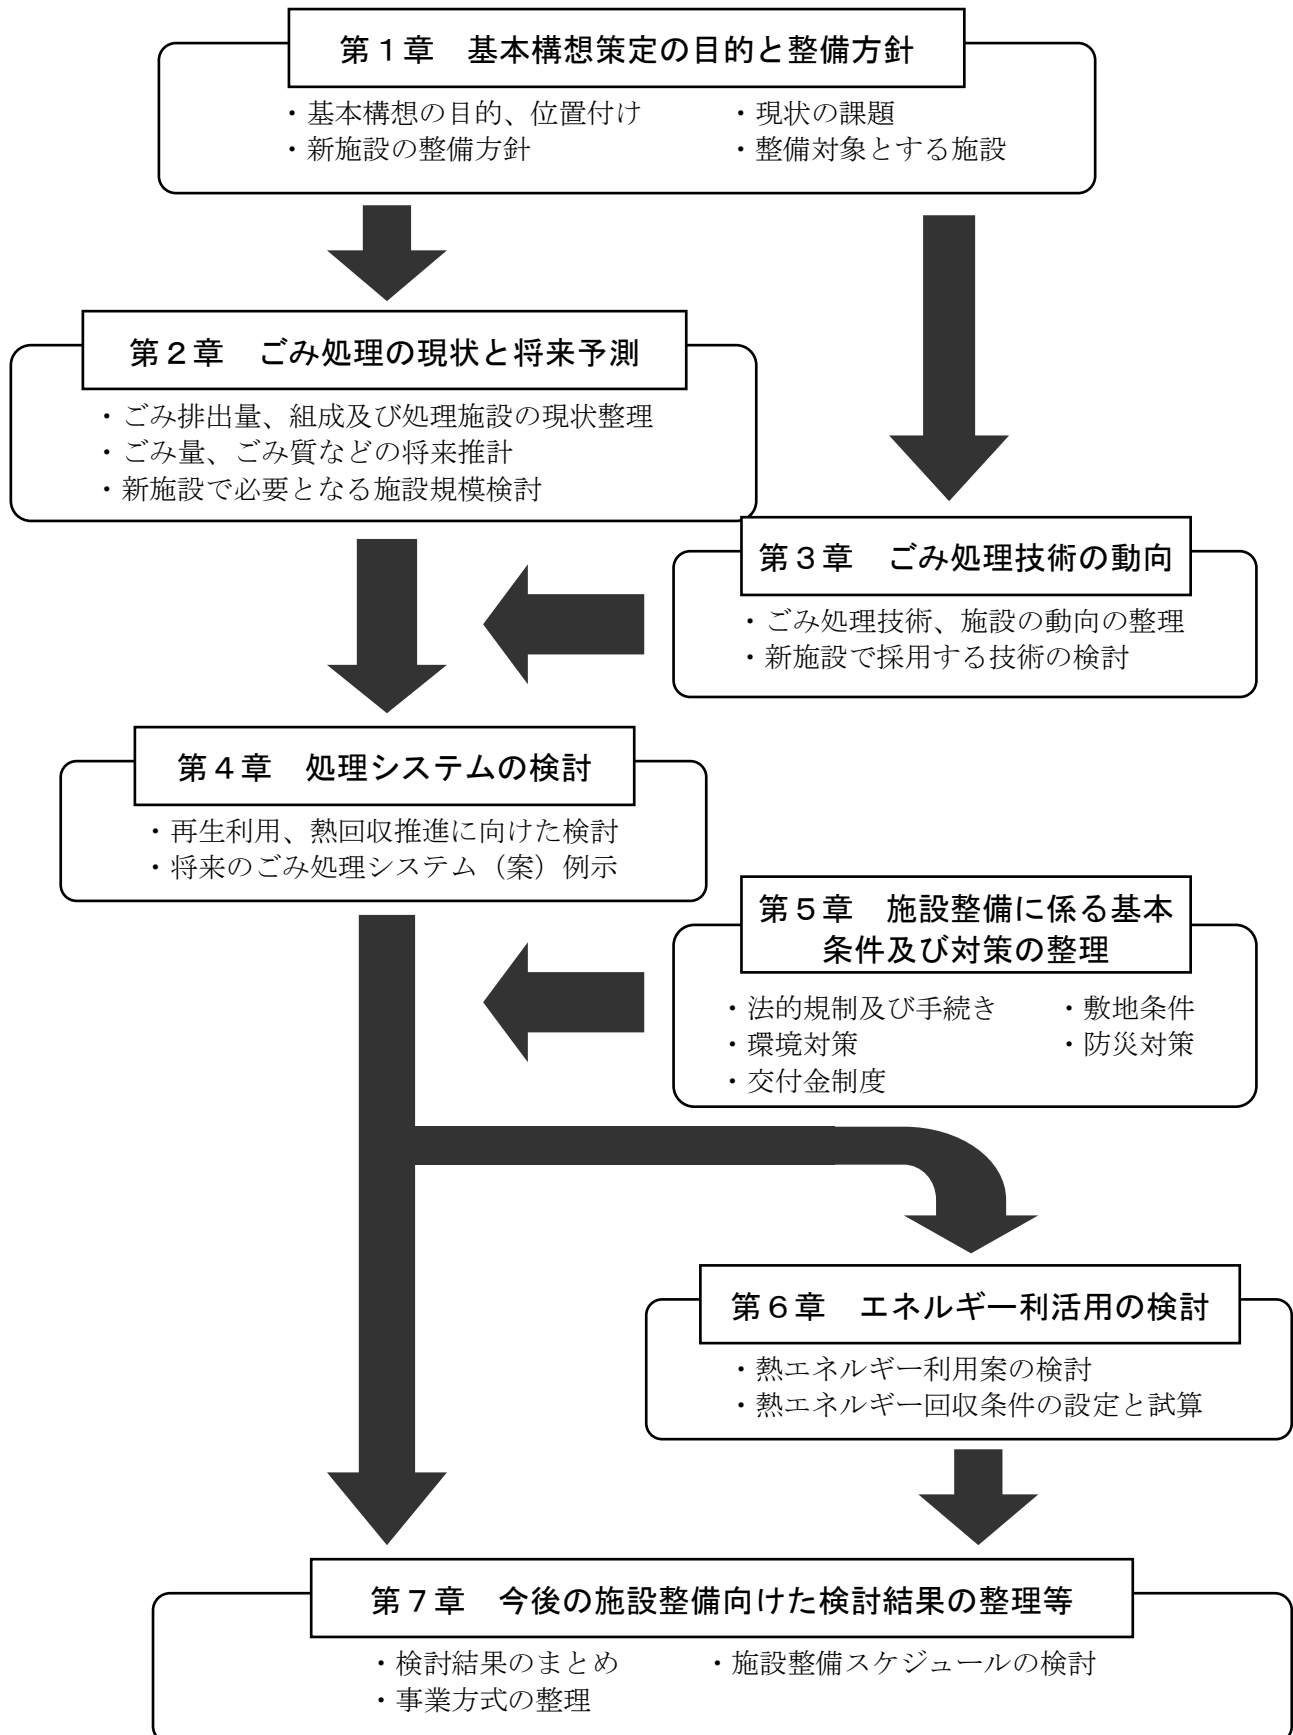 第１章　基本構想策定の目的と整備方針
・基本構想の目的、位置付け　・現状の課題
・新施設の整備方針　・整備対象とする施設
第２章　ごみ処理の現状と将来予測
・ごみ排出量、組成及び処理施設の現状整理
・ごみ量、ごみ質などの将来推計
・新施設で必要となる施設規模検討
第３章　ごみ処理技術の動向
・ごみ処理技術、施設の動向の整理
・新施設で採用する技術の検討
第４章　処理システムの検討
・再生利用、熱回収推進に向けた検討
・将来のごみ処理システム（案）例示
第５章　施設整備に係る基本
条件及び対策の整理
・法的規制及び手続き　・敷地条件
・環境対策　・防災対策
・交付金制度
第６章　エネルギー利活用の検討
・熱エネルギー利用案の検討
・熱エネルギー回収条件の設定と試算
第７章　今後の施設整備向けた検討結果の整理等
・検討結果のまとめ　・施設整備スケジュールの検討
・事業方式の整理